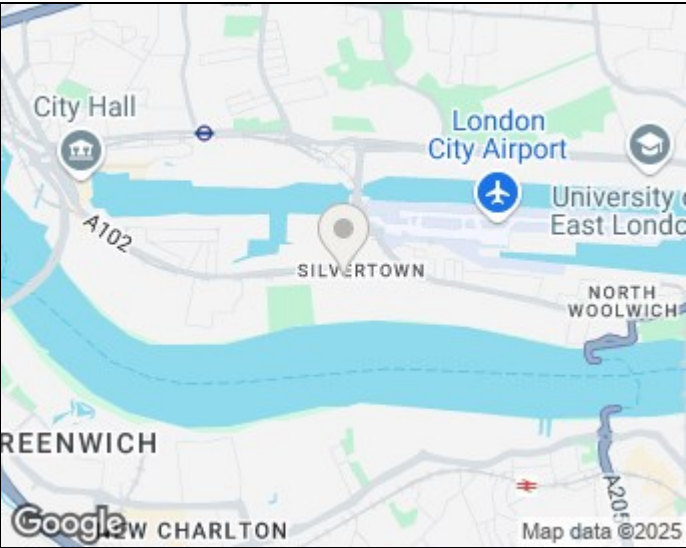 City Hall
London
City Airport
University
East Londo
A102
SILVERTOWN
NORTH
WOOLWICH
REENWICH
A205
Google
EW CHARLTON
Map data ©2025